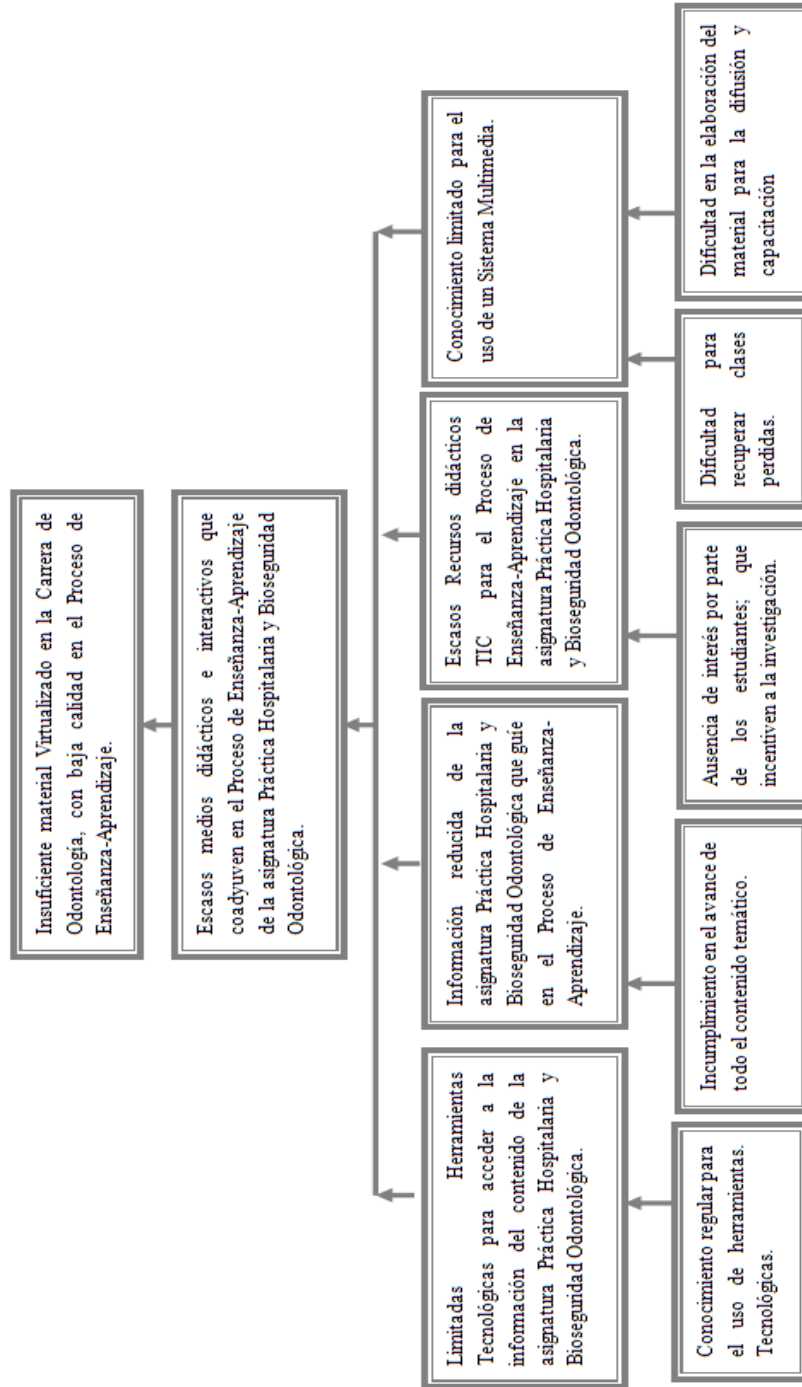 Insuficiente material Virtualizado en la Carrera de
Odontología, con baja calidad en el Proceso de
Enseñanza-Aprendizaje.
Escasos medios didácticos e interactivos que
coadyuven en el Proceso de Enseñanza-Aprendizaje
de la asignatura Práctica Hospitalaria y Bioseguridad
Odontológica.
Limitadas Herramientas
Tecnológicas para acceder a la
información del contenido de la
asignatura Práctica Hospitalaria y
Bioseguridad Odontológica.
Información reducida de la
asignatura Práctica Hospitalaria y
Bioseguridad Odontológica que guíe
en el Proceso de Enseñanza-
Aprendizaje.
Escasos Recursos didácticos
TIC para el Proceso de
Enseñanza-Aprendizaje en la
asignatura Práctica Hospitalaria
y Bioseguridad Odontológica.
Conocimiento limitado para el
uso de un Sistema Multimedia.
Conocimiento regular para
el uso de herramientas.
Tecnológicas.
Incumplimiento en el avance de
todo el contenido temático.
Ausencia de interés por parte
de los estudiantes; que
incentiven a la investigación.
Dificultad para
recuperar clases
perdidas.
Dificultad en la elaboración del
material para la difusión y
capacitación